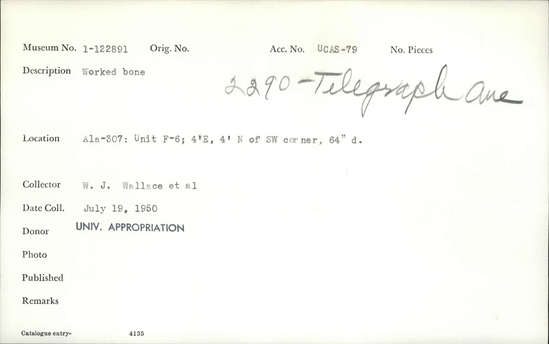 Museum No. 1-122891 Orig. No. Acc. No. UCAS-79 No. Pieces
Description Worked bone
2290-Telegraph Ave
Location Ala-307: Unit F-6; 4'E, 4' N of SW corner, 64" d.
Collector W. J. Wallace et al
Date Coll. July 19, 1950
Donor UNIV. APPROPRIATION
Photo
Published
Remarks
Catalogue entry- 4135